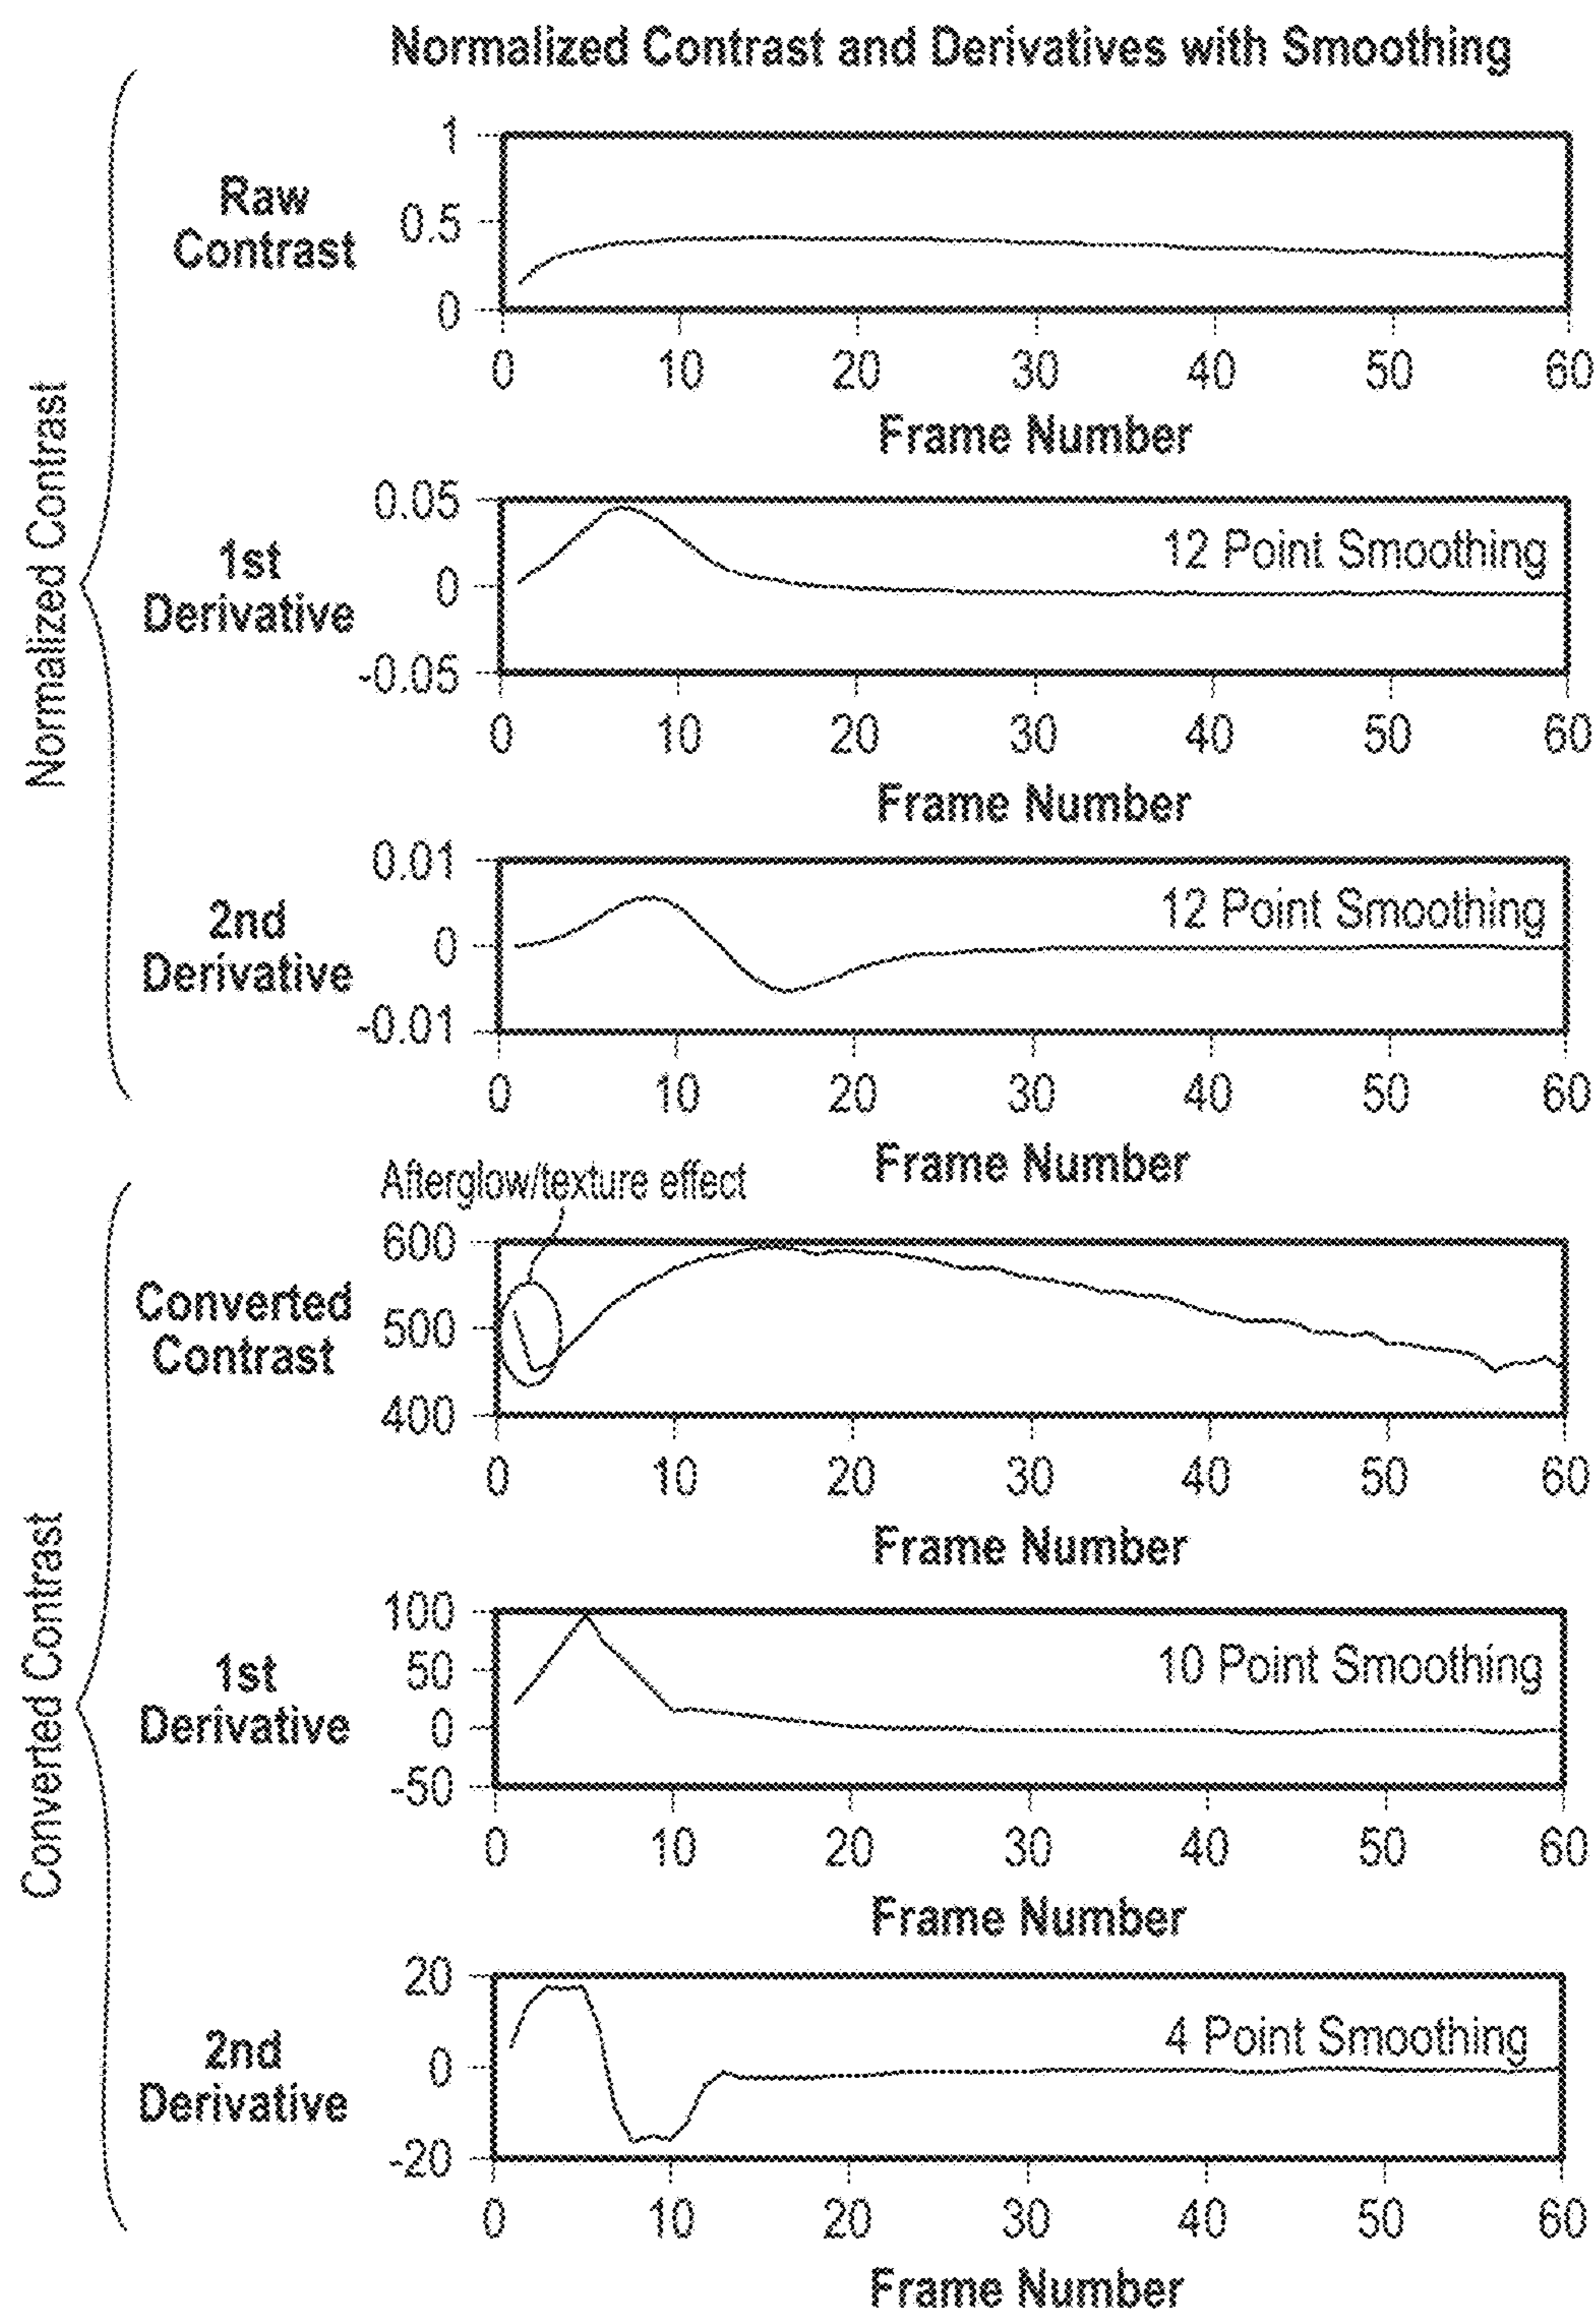 Normalized Contrast and Derivatives with Smoothing
Normalized Contrast
Raw
Contrast
1
0.5
0
0 10 20 30 40 50 60
Frame Number
1st
Derivative
0.05
0
-0.05
12 Point Smoothing
0 10 20 30 40 50 60
Frame Number
2nd
Derivative
0.01
0
-0.01
12 Point Smoothing
0 10 20 30 40 50 60
Frame Number
Converted Contrast
Afterglow/texture effect
Converted
Contrast
600
500
400
0 10 20 30 40 50 60
Frame Number
1st
Derivative
100
50
0
-50
10 Point Smoothing
0 10 20 30 40 50 60
Frame Number
2nd
Derivative
20
0
-20
4 Point Smoothing
0 10 20 30 40 50 60
Frame Number